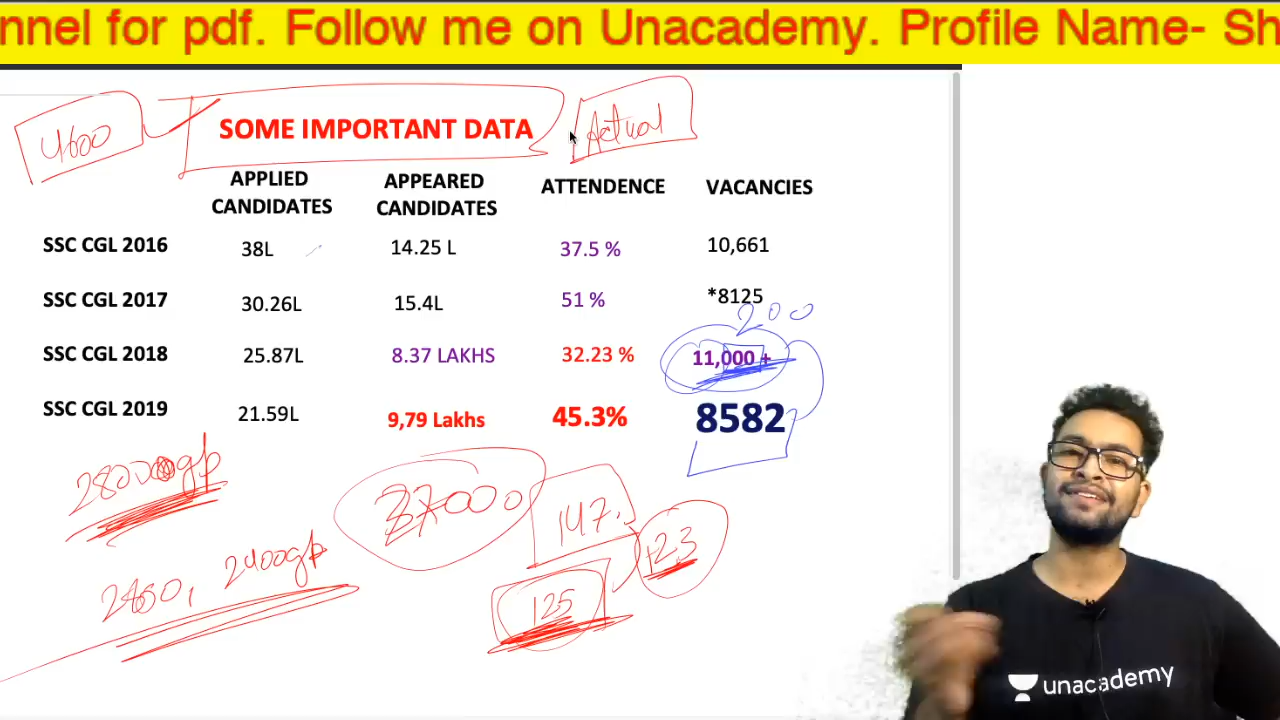 nnel for pdf. Follow me on Unacademy. Profile Name- Sh
4600
SOME IMPORTANT DATA
Actual
APPLIED CANDIDATES APPEARED CANDIDATES ATTENDENCE VACANCIES
SSC CGL 2016 38L 14.25 L 37.5 % 10,661
SSC CGL 2017 30.26L 15.4L 51 % *8125
200
SSC CGL 2018 25.87L 8.37 LAKHS 32.23 % 11,000 +
SSC CGL 2019 21.59L 9,79 Lakhs 45.3% 8582
37000
147.
123
2400gp
125
unacademy